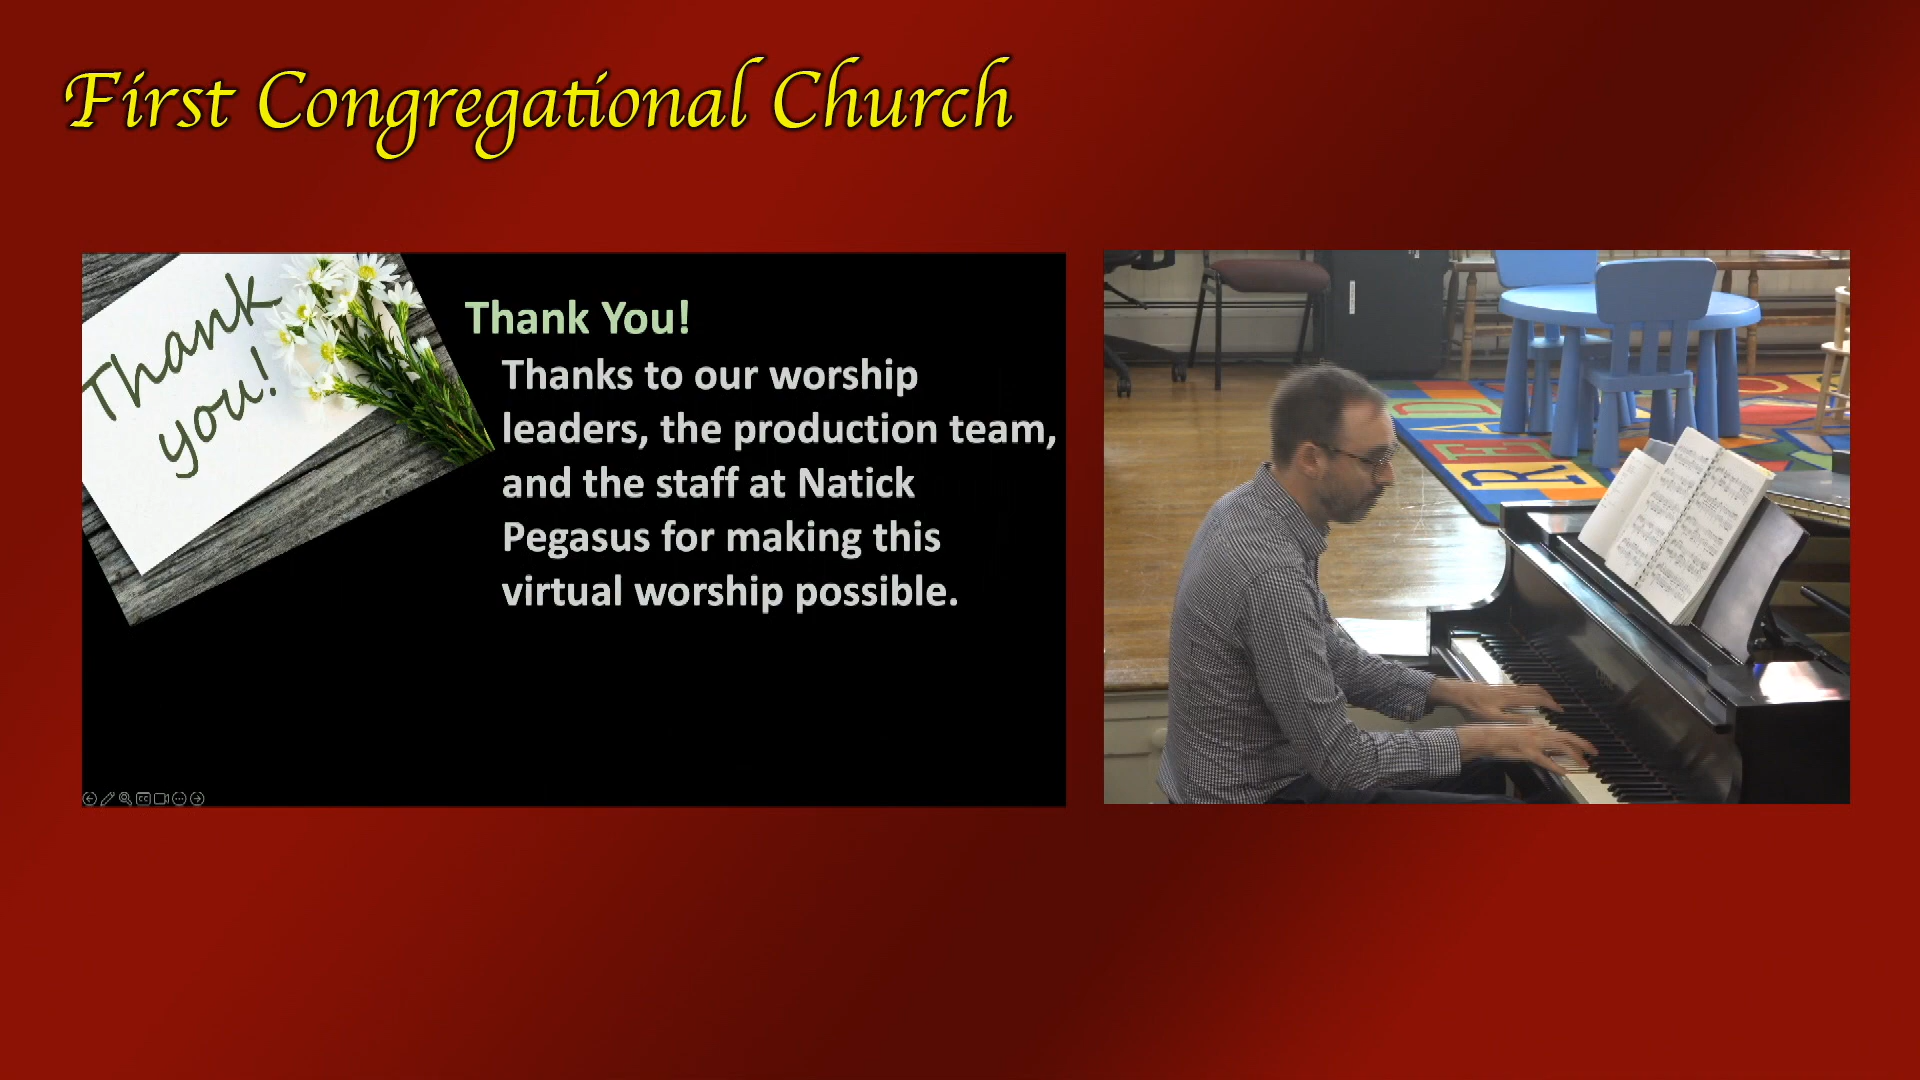 First Congregational Church
Thank
you!
Thank You!
Thanks to our worship
leaders, the production team,
and the staff at Natick
Pegasus for making this
virtual worship possible.
READ